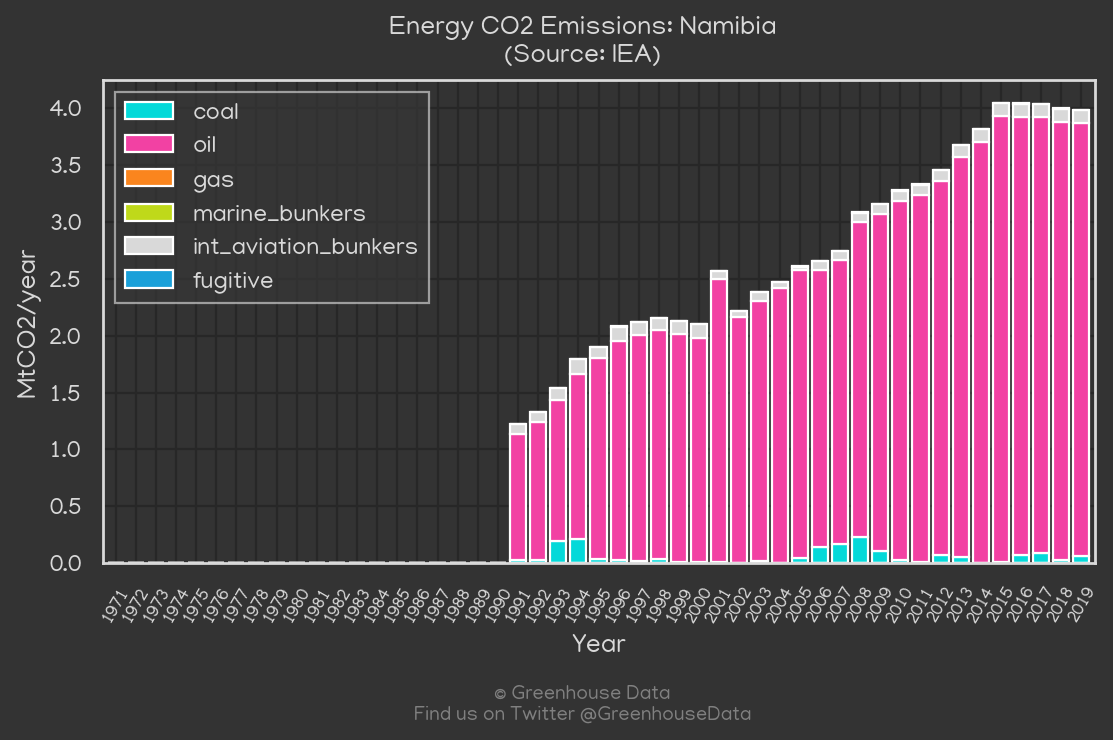 Energy CO2 Emissions: Namibia
(Source: IEA)
coal
oil
gas
marine_bunkers
int_aviation_bunkers
fugitive
MtCO2/year
4.0
3.5
3.0
2.5
2.0
1.5
1.0
0.5
0.0
1971 1972 1973 1974 1975 1976 1977 1978 1979 1980 1981 1982 1983 1984 1985 1986 1987 1988 1989 1990 1991 1992 1993 1994 1995 1996 1997 1998 1999 2000 2001 2002 2003 2004 2005 2006 2007 2008 2009 2010 2011 2012 2013 2014 2015 2016 2017 2018 2019
Year
© Greenhouse Data
Find us on Twitter @GreenhouseData